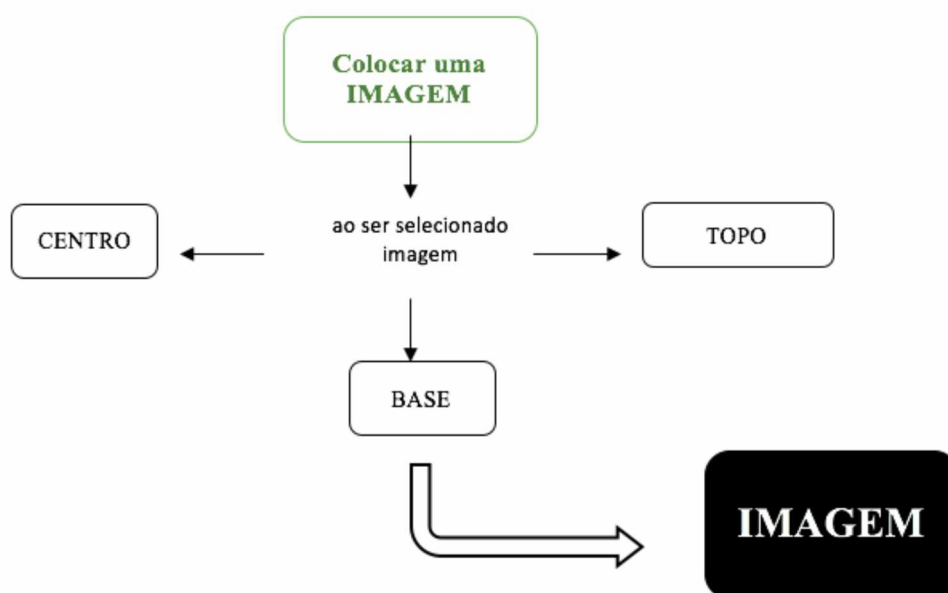 Colocar uma
IMAGEM
ao ser selecionado
imagem
CENTRO
TOPO
BASE
IMAGEM